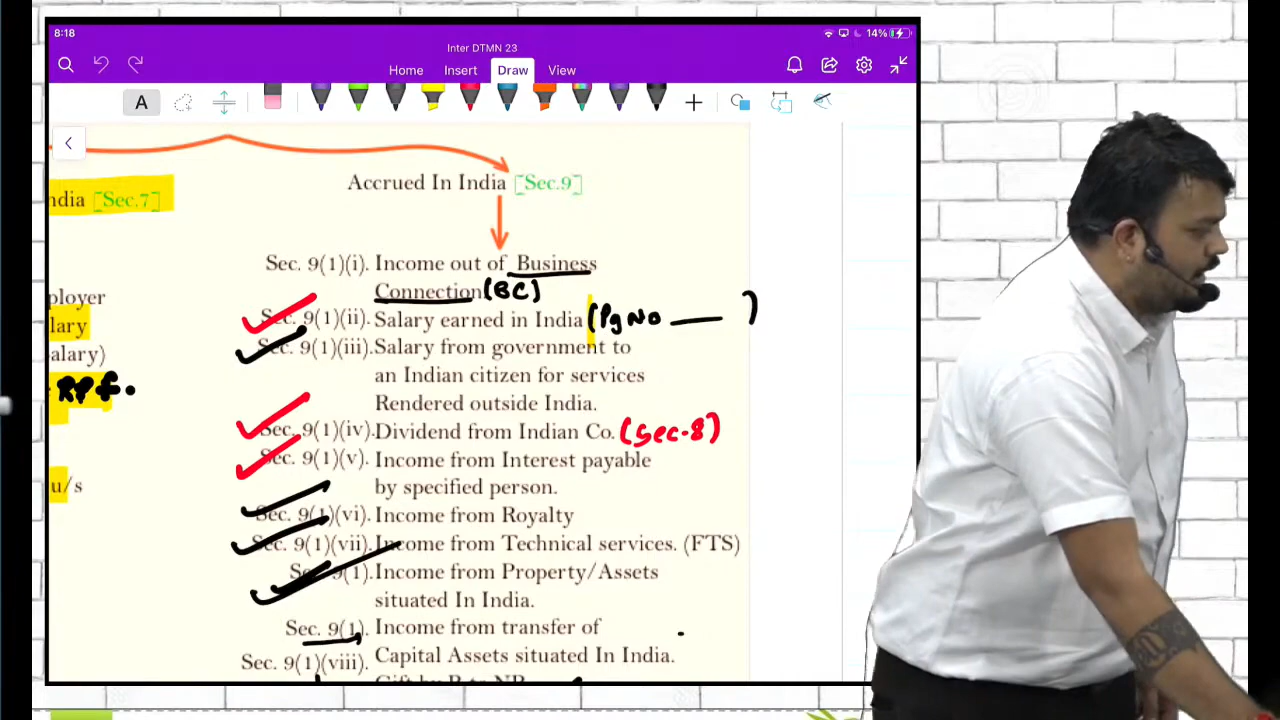 8:18
14%
Inter DTMN 23
Home Insert Draw View
A
Accrued In India [Sec.9]
ndia [Sec.7]
Sec. 9(1)(i). Income out of Business
Connection (BC)
ployer
Sec. 9(1)(ii). Salary earned in India (Pg No ___ )
lary
Sec. 9(1)(iii). Salary from government to
alary)
an Indian citizen for services
Rendered outside India.
Sec. 9(1)(iv). Dividend from Indian Co. (Sec-8)
Sec. 9(1)(v). Income from Interest payable
u/s
by specified person.
Sec. 9(1)(vi). Income from Royalty
Sec. 9(1)(vii). Income from Technical services. (FTS)
Sec. 9(1). Income from Property/Assets
situated In India.
Sec. 9(1). Income from transfer of
Sec. 9(1)(viii). Capital Assets situated In India.